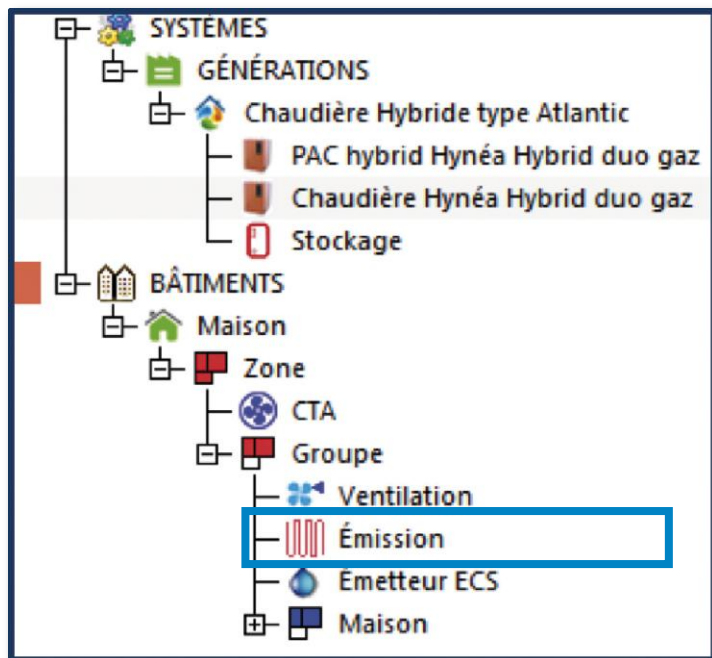 SYSTÈMES
GÉNÉRATIONS
Chaudière Hybride type Atlantic
PAC hybrid Hynéa Hybrid duo gaz
Chaudière Hynéa Hybrid duo gaz
Stockage
BÂTIMENTS
Maison
Zone
CTA
Groupe
Ventilation
Émission
Émetteur ECS
Maison